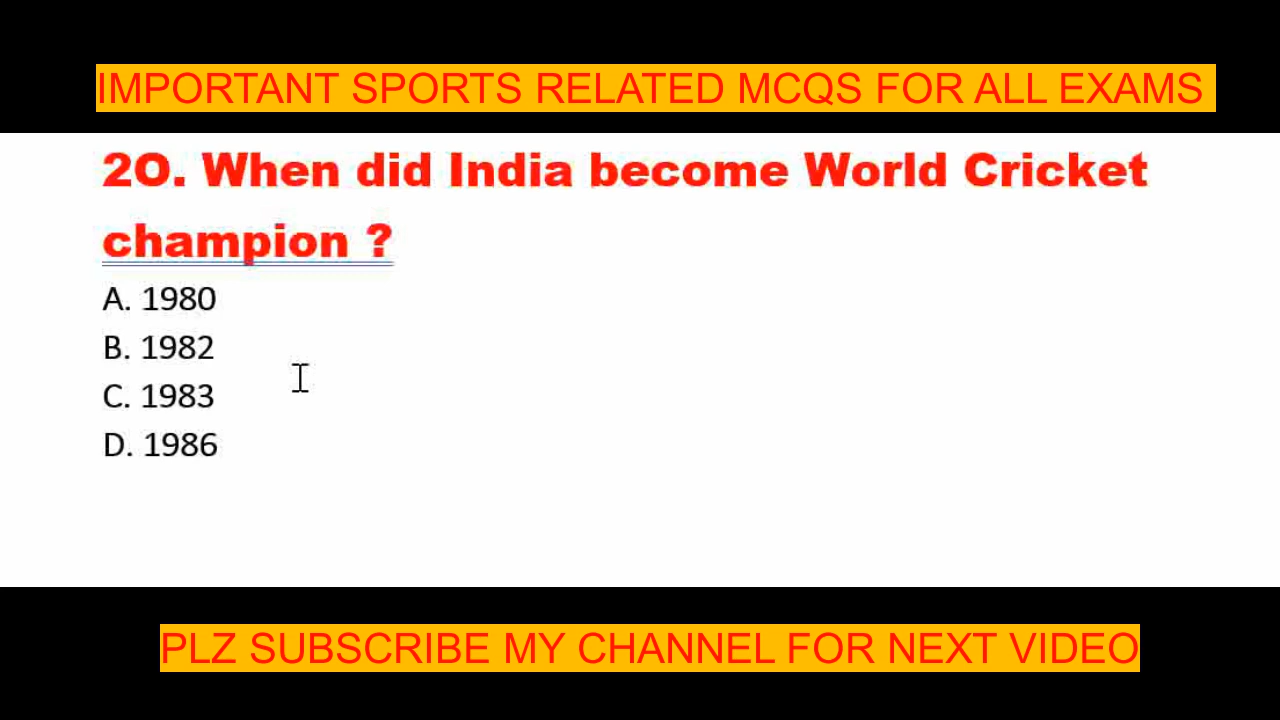 IMPORTANT SPORTS RELATED MCQS FOR ALL EXAMS
2O. When did India become World Cricket
champion ?
A. 1980
B. 1982
C. 1983
D. 1986
PLZ SUBSCRIBE MY CHANNEL FOR NEXT VIDEO